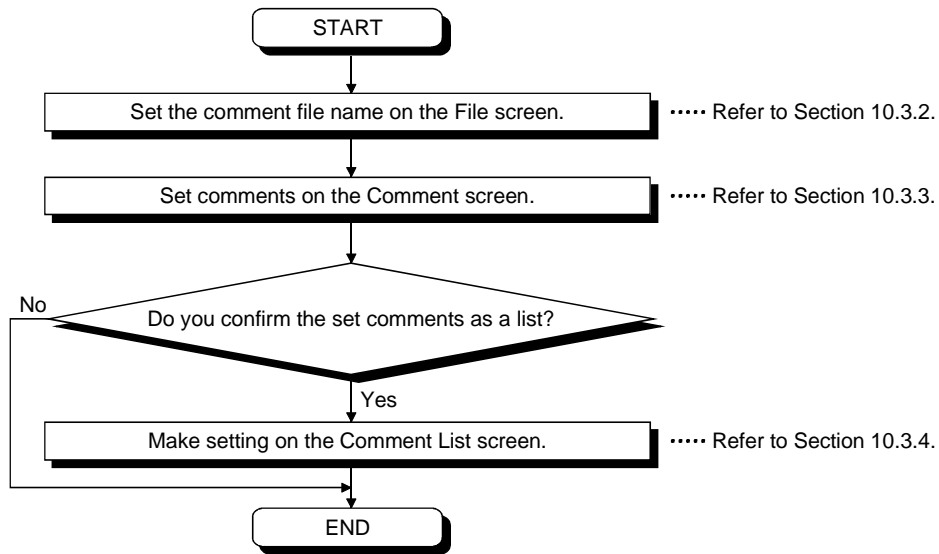 START
Set the comment file name on the File screen. ····· Refer to Section 10.3.2.
Set comments on the Comment screen. ····· Refer to Section 10.3.3.
No
Do you confirm the set comments as a list?
Yes
Make setting on the Comment List screen. ····· Refer to Section 10.3.4.
END